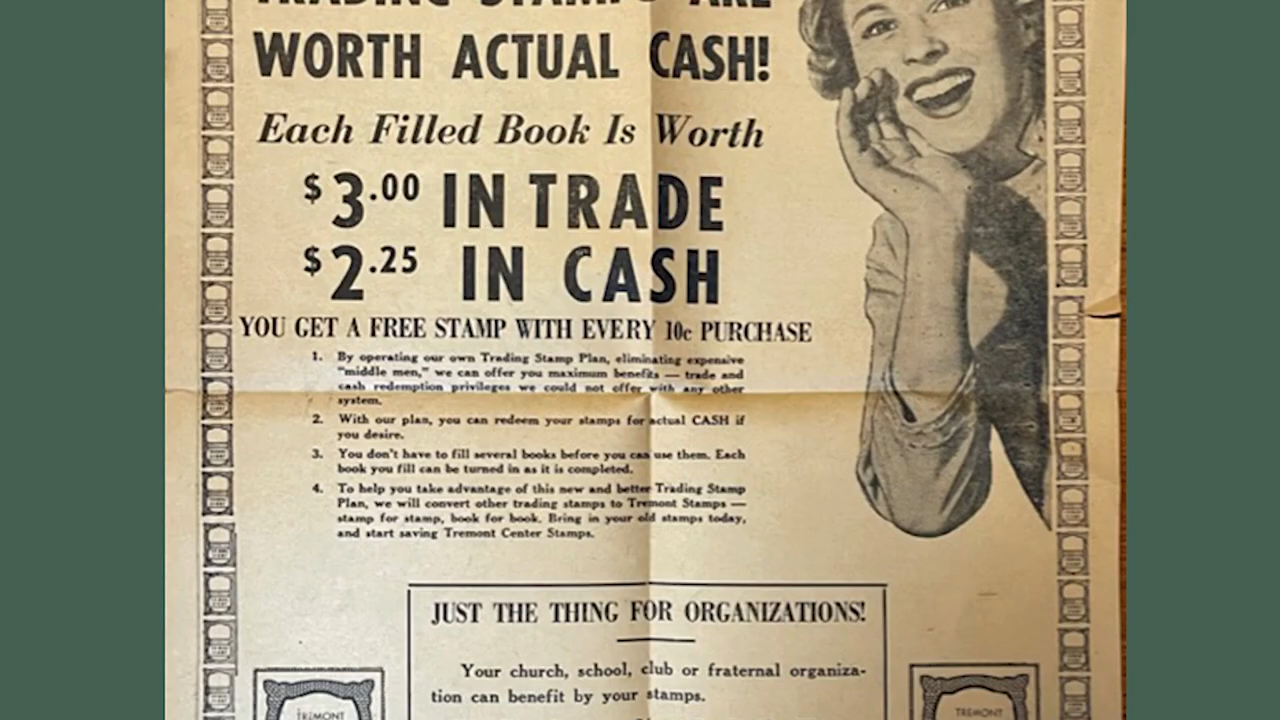 TRADING STAMPS ARE
WORTH ACTUAL CASH!
Each Filled Book Is Worth
$3.00 IN TRADE
$2.25 IN CASH
YOU GET A FREE STAMP WITH EVERY 10c PURCHASE
1. By operating our own Trading Stamp Plan, eliminating expensive
"middle men," we can offer you maximum benefits — trade and
cash redemption privileges we could not offer with any other
system.
2. With our plan, you can redeem your stamps for actual CASH if
you desire.
3. You don't have to fill several books before you can use them. Each
book you fill can be turned in as it is completed.
4. To help you take advantage of this new and better Trading Stamp
Plan, we will convert other trading stamps to Tremont Stamps —
stamp for stamp, book for book. Bring in your old stamps today,
and start saving Tremont Center Stamps.
JUST THE THING FOR ORGANIZATIONS!
Your church, school, club or fraternal organiza-
tion can benefit by your stamps.
TREMONT
TREMONT